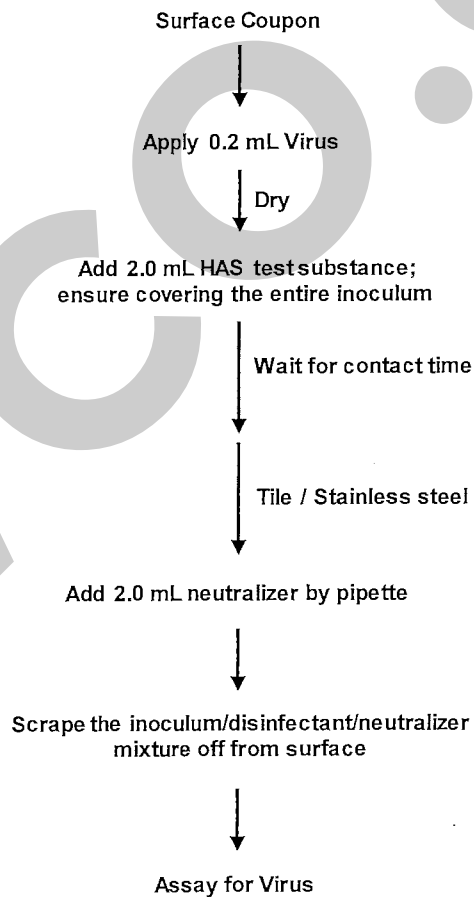 Surface Coupon
Apply 0.2 mL Virus
Dry
Add 2.0 mL HAS test substance;
ensure covering the entire inoculum
Wait for contact time
Tile / Stainless steel
Add 2.0 mL neutralizer by pipette
Scrape the inoculum/disinfectant/neutralizer
mixture off from surface
Assay for Virus